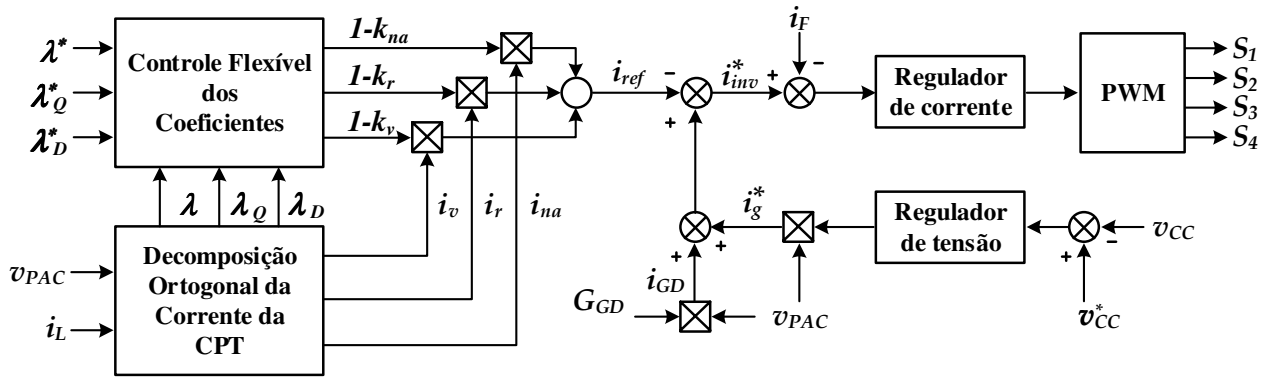 λ*
λ*Q
λ*D
Controle Flexível
dos
Coeficientes
1-kna
1-kr
1-kv
iref
−
+
i*inv
+
−
iF
Regulador
de corrente
PWM
S1
S2
S3
S4
λ
λQ
λD
iv
ir
ina
vPAC
iL
Decomposição
Ortogonal da
Corrente da
CPT
i*g
+
+
iGD
GGD
vPAC
Regulador
de tensão
−
+
vCC
v*CC